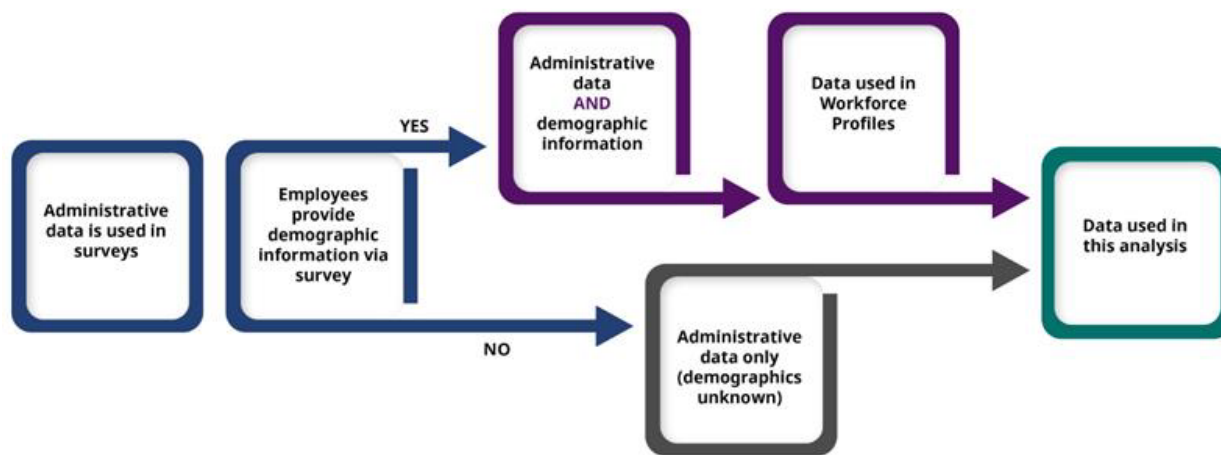 Administrative
data is used in
surveys
Employees
provide
demographic
information via
survey
YES
Administrative
data
AND
demographic
information
Data used in
Workforce
Profiles
NO
Administrative
data only
(demographics
unknown)
Data used in
this analysis